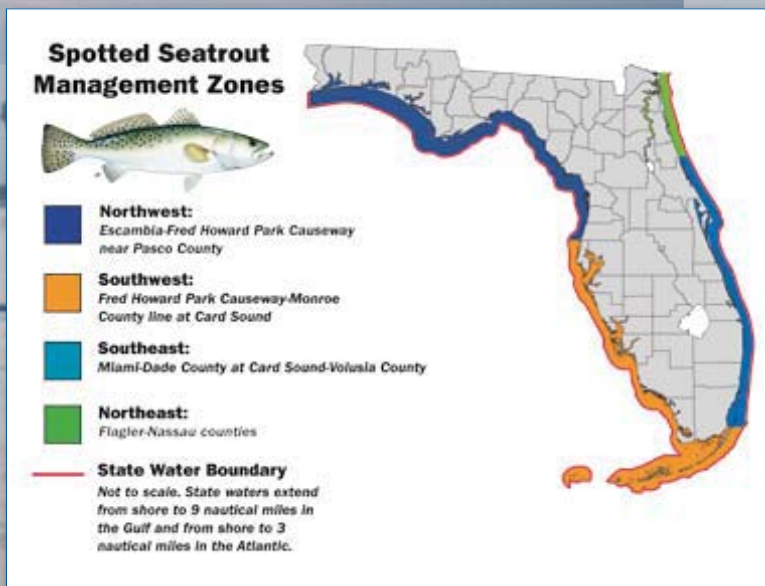 Spotted Seatrout
Management Zones
Northwest:
Escambia-Fred Howard Park Causeway
near Pasco County
Southwest:
Fred Howard Park Causeway-Monroe
County line at Card Sound
Southeast:
Miami-Dade County at Card Sound-Volusia County
Northeast:
Flagler-Nassau counties
State Water Boundary
Not to scale. State waters extend
from shore to 9 nautical miles in
the Gulf and from shore to 3
nautical miles in the Atlantic.